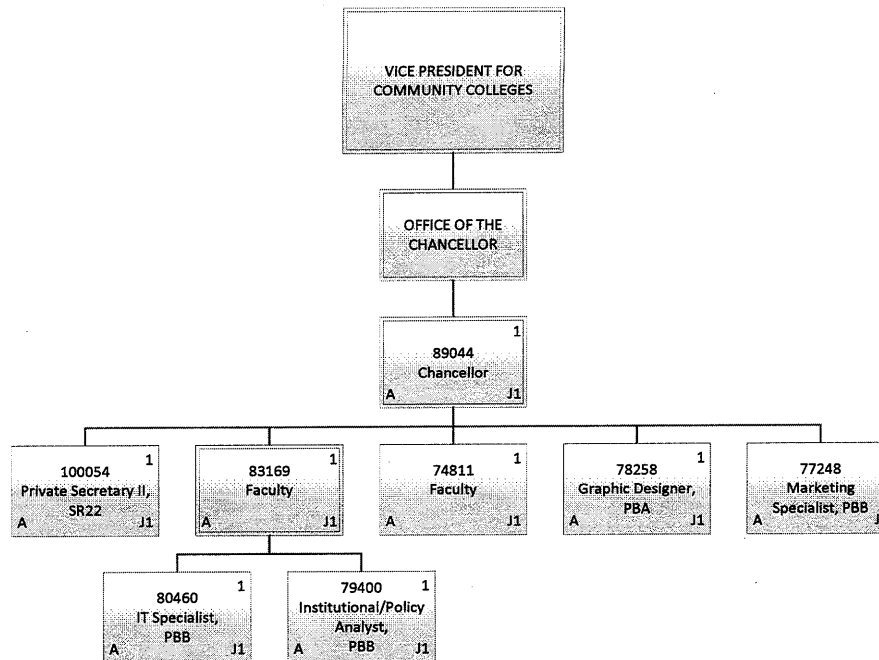 VICE PRESIDENT FOR
COMMUNITY COLLEGES
OFFICE OF THE
CHANCELLOR
1
89044
Chancellor
A J1
1
100054
Private Secretary II,
SR22
A J1
1
83169
Faculty
A J1
1
74811
Faculty
A J1
1
78258
Graphic Designer,
PBA
A J1
77248
Marketing
Specialist, PBB
A
1
80460
IT Specialist,
PBB
A J1
1
79400
Institutional/Policy
Analyst,
PBB
A J1